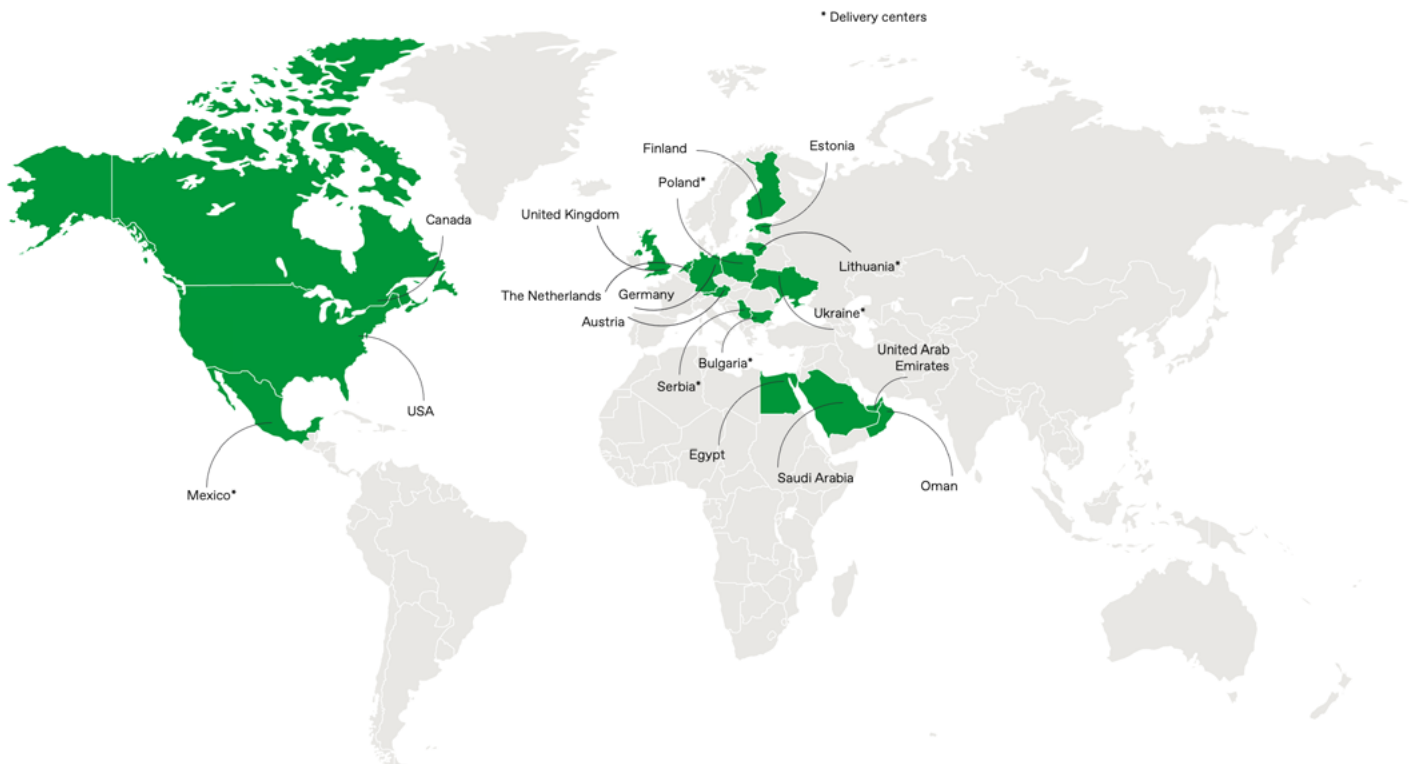 * Delivery centers
Finland
Estonia
Poland*
United Kingdom
Canada
Lithuania*
The Netherlands
Germany
Ukraine*
Austria
United Arab
Emirates
Bulgaria*
Serbia*
USA
Egypt
Saudi Arabia
Oman
Mexico*